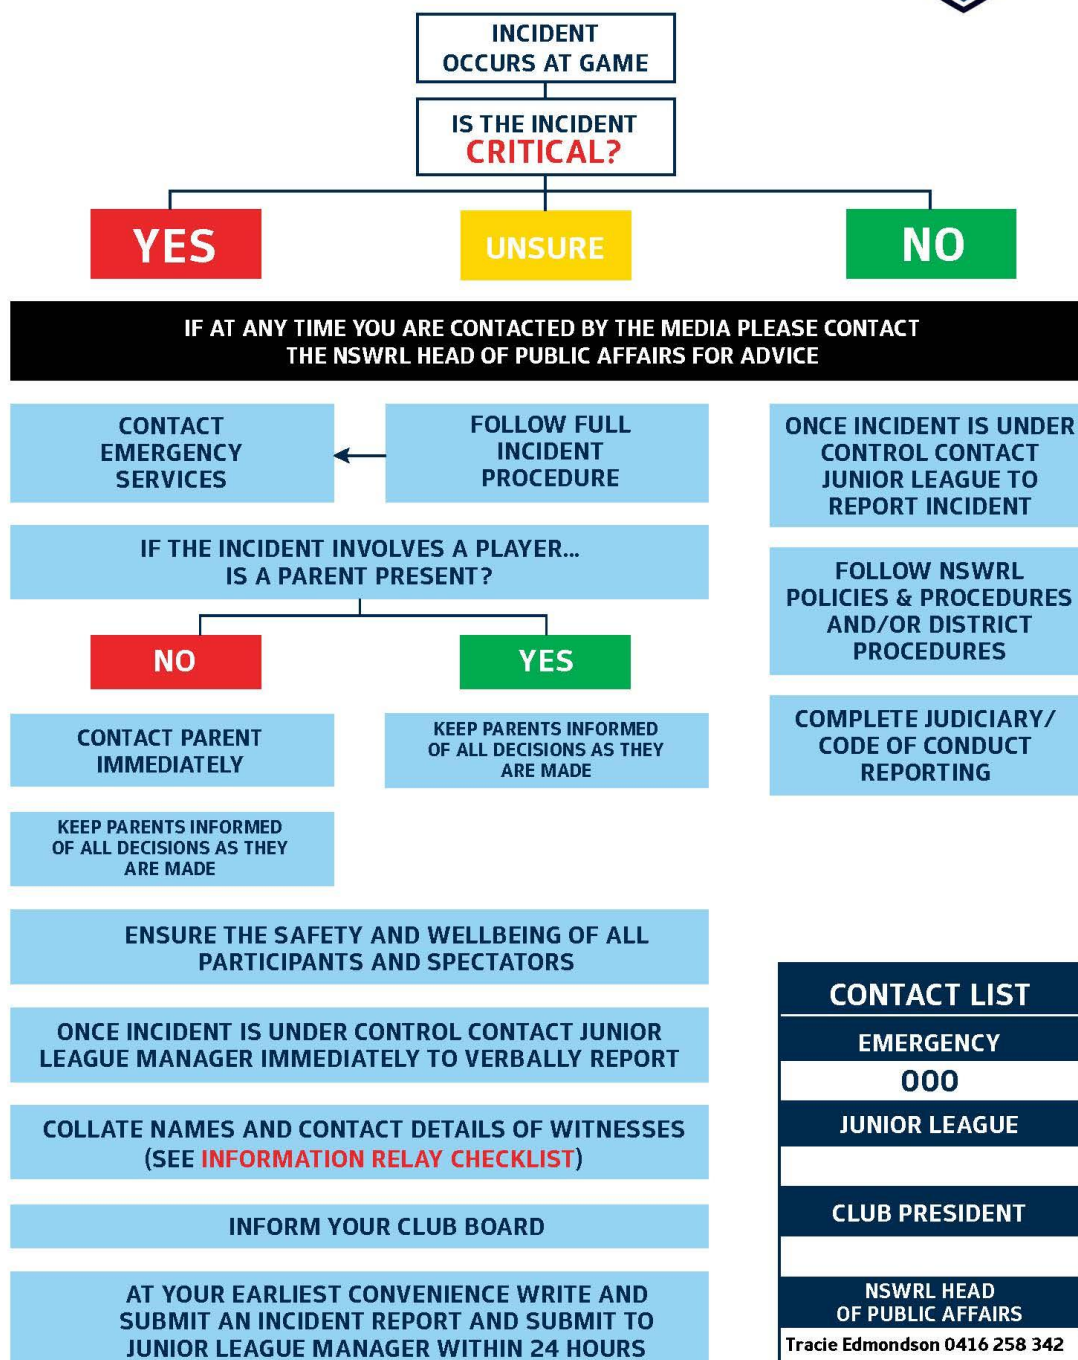 INCIDENT
OCCURS AT GAME
IS THE INCIDENT
CRITICAL?
YES
UNSURE
NO
IF AT ANY TIME YOU ARE CONTACTED BY THE MEDIA PLEASE CONTACT
THE NSWRL HEAD OF PUBLIC AFFAIRS FOR ADVICE
CONTACT
EMERGENCY
SERVICES
FOLLOW FULL
INCIDENT
PROCEDURE
IF THE INCIDENT INVOLVES A PLAYER...
IS A PARENT PRESENT?
NO
YES
CONTACT PARENT
IMMEDIATELY
KEEP PARENTS INFORMED
OF ALL DECISIONS AS THEY
ARE MADE
KEEP PARENTS INFORMED
OF ALL DECISIONS AS THEY
ARE MADE
ENSURE THE SAFETY AND WELLBEING OF ALL
PARTICIPANTS AND SPECTATORS
ONCE INCIDENT IS UNDER CONTROL CONTACT JUNIOR
LEAGUE MANAGER IMMEDIATELY TO VERBALLY REPORT
COLLATE NAMES AND CONTACT DETAILS OF WITNESSES
(SEE INFORMATION RELAY CHECKLIST)
INFORM YOUR CLUB BOARD
AT YOUR EARLIEST CONVENIENCE WRITE AND
SUBMIT AN INCIDENT REPORT AND SUBMIT TO
JUNIOR LEAGUE MANAGER WITHIN 24 HOURS
ONCE INCIDENT IS UNDER
CONTROL CONTACT
JUNIOR LEAGUE TO
REPORT INCIDENT
FOLLOW NSWRL
POLICIES & PROCEDURES
AND/OR DISTRICT
PROCEDURES
COMPLETE JUDICIARY/
CODE OF CONDUCT
REPORTING
CONTACT LIST
EMERGENCY
000
JUNIOR LEAGUE
CLUB PRESIDENT
NSWRL HEAD
OF PUBLIC AFFAIRS
Tracie Edmondson 0416 258 342